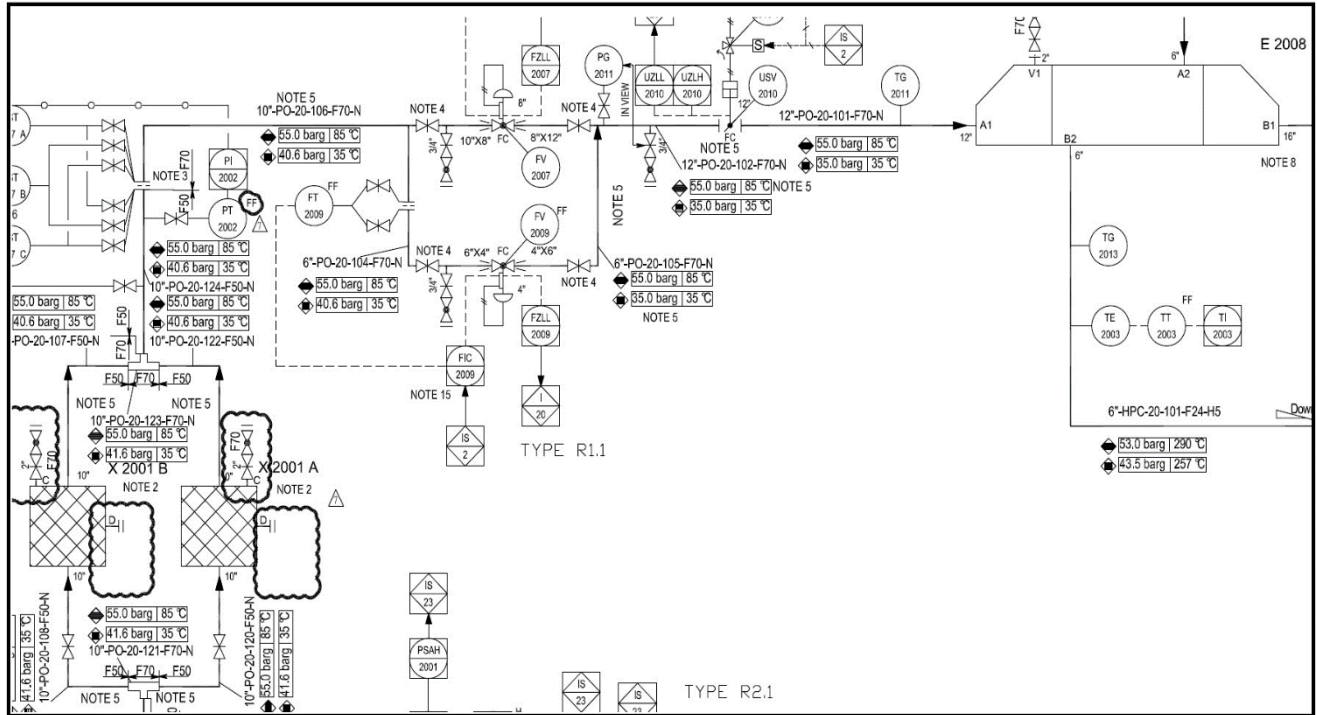 E 2008
F70
2"
6"
V1
A2
A1
12"
B2
6"
B1
16"
NOTE 8
IS
2
S
FZLL
2007
PG
2011
IN VIEW
UZLL
2010
UZLH
2010
USV
2010
12"
FC
TG
2011
NOTE 5
10"-PO-20-106-F70-N
55.0 barg 85 °C
40.6 barg 35 °C
NOTE 4
3/4"
8"
10"X8"
FC
8"X12"
FV
2007
NOTE 4
3/4"
NOTE 5
12"-PO-20-102-F70-N
55.0 barg 85 °C
35.0 barg 35 °C
NOTE 5
12"-PO-20-101-F70-N
55.0 barg 85 °C
35.0 barg 35 °C
NOTE 5
7 A
7 B
6
7 C
NOTE 3
F70
F50
PI
2002
PT
2002
FF
7
FT
2009
FF
FV
2009
FF
NOTE 4
6"X4"
FC
4"X6"
4"
3/4"
NOTE 4
6"-PO-20-104-F70-N
55.0 barg 85 °C
40.6 barg 35 °C
6"-PO-20-105-F70-N
55.0 barg 85 °C
35.0 barg 35 °C
NOTE 5
55.0 barg 85 °C
40.6 barg 35 °C
10"-PO-20-124-F50-N
55.0 barg 85 °C
40.6 barg 35 °C
10"-PO-20-122-F50-N
55.0 barg 85 °C
40.6 barg 35 °C
-PO-20-107-F50-N
F50
F70
F50 F70 F50
NOTE 5
NOTE 5
10"-PO-20-123-F70-N
55.0 barg 85 °C
41.6 barg 35 °C
X 2001 B
NOTE 2
X 2001 A
NOTE 2
7
2"
F70
C
10"
2"
F70
C
0"
D
D
10"
10"
FIC
2009
NOTE 15
IS
2
FZLL
2009
I
20
TYPE R1.1
TG
2013
TE
2003
TT
2003
FF
TI
2003
6"-HPC-20-101-F24-H5
Dow
53.0 barg 290 °C
43.5 barg 257 °C
55.0 barg 85 °C
41.6 barg 35 °C
10"-PO-20-121-F70-N
F50 F70 F50
NOTE 5
NOTE 5
41.6 barg 35 °C
10"-PO-20-108-F50-N
10"-PO-20-120-F50-N
55.0 barg 85 °C
41.6 barg 35 °C
IS
23
PSAH
2001
IS
23
IS
23
TYPE R2.1